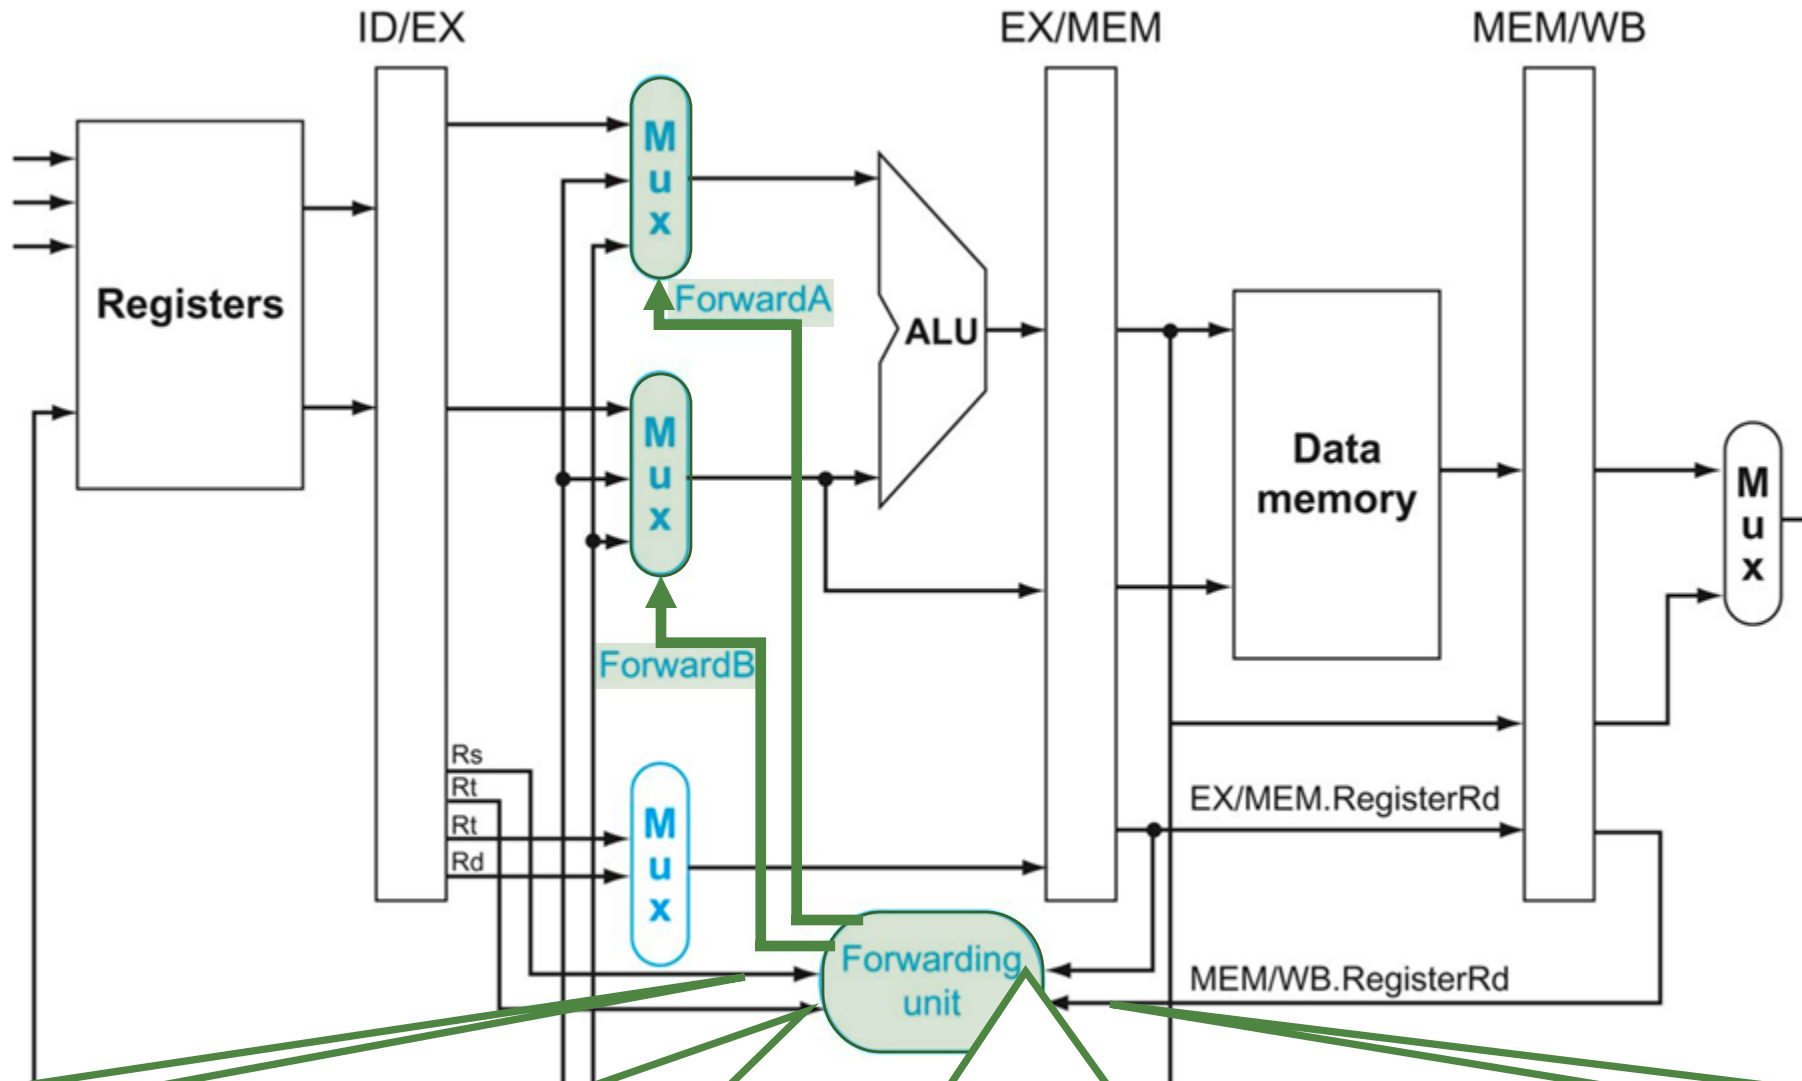 ID/EX
EX/MEM
MEM/WB
M
u
x
Registers
ForwardA
ALU
M
u
x
Data
memory
M
u
x
ForwardB
Rs
Rt
Rt
Rd
M
u
x
EX/MEM.RegisterRd
Forwarding
unit
MEM/WB.RegisterRd